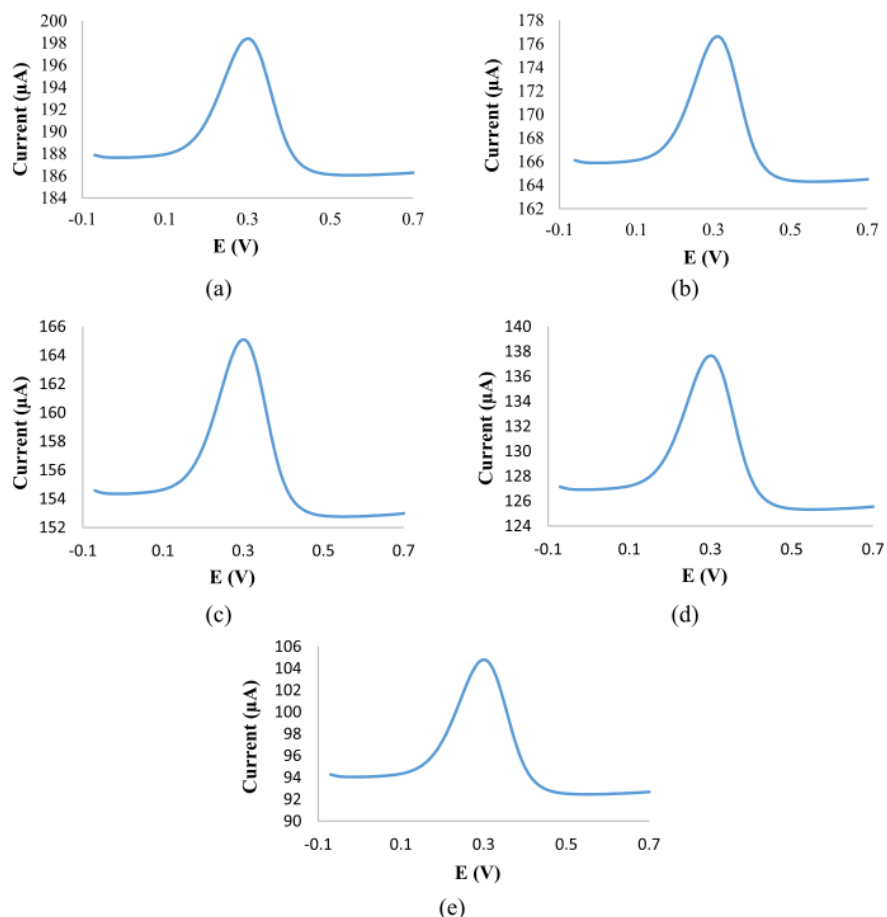 200
198
196
194
192
190
188
186
184
Current (µA)
-0.1 0.1 0.3 0.5 0.7
E (V)
(a)
178
176
174
172
170
168
166
164
162
Current (µA)
-0.1 0.1 0.3 0.5 0.7
E (V)
(b)
166
164
162
160
158
156
154
152
Current (µA)
-0.1 0.1 0.3 0.5 0.7
E (V)
(c)
140
138
136
134
132
130
128
126
124
Current (µA)
-0.1 0.1 0.3 0.5 0.7
E (V)
(d)
106
104
102
100
98
96
94
92
90
Current (µA)
-0.1 0.1 0.3 0.5 0.7
E (V)
(e)